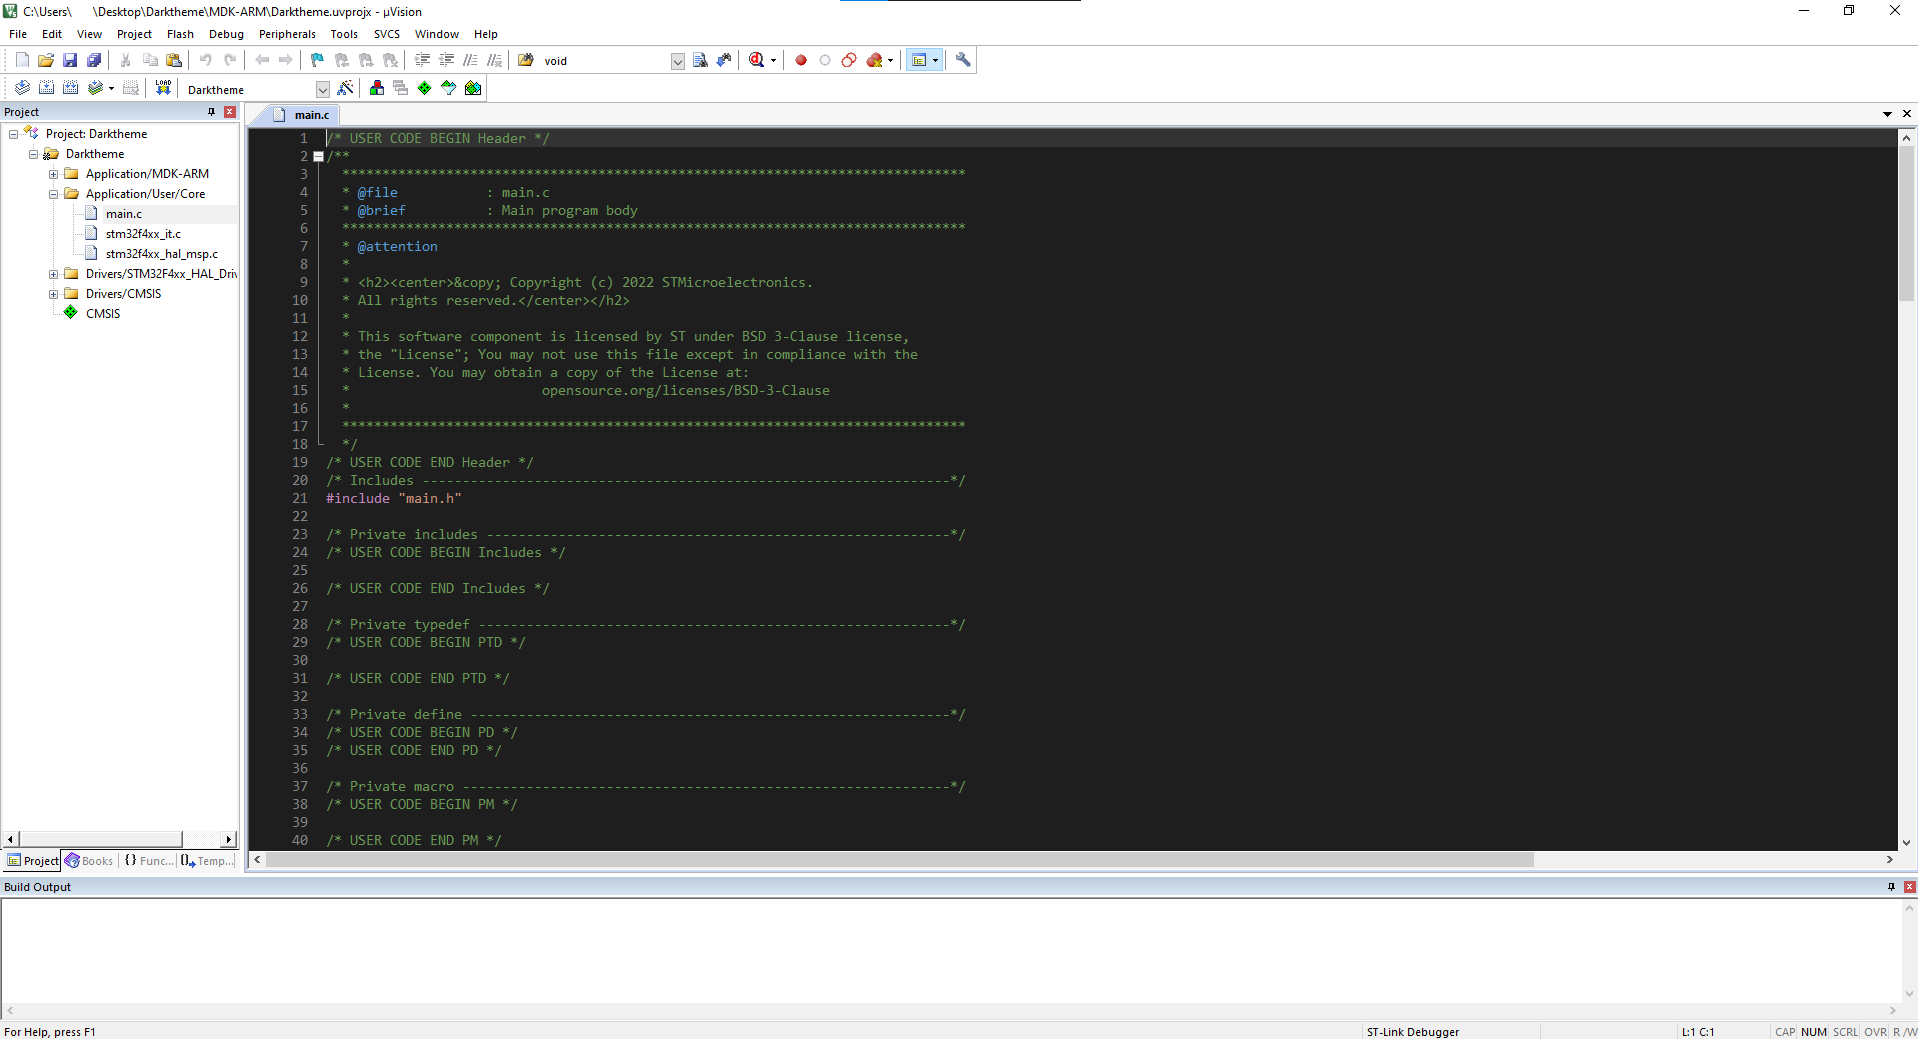 C:\Users\ \Desktop\Darktheme\MDK-ARM\Darktheme.uvprojx - µVision
File Edit View Project Flash Debug Peripherals Tools SVCS Window Help
void
LOAD Darktheme
Project
main.c
Project: Darktheme
Darktheme
Application/MDK-ARM
Application/User/Core
main.c
stm32f4xx_it.c
stm32f4xx_hal_msp.c
Drivers/STM32F4xx_HAL_Driv
Drivers/CMSIS
CMSIS
1 /* USER CODE BEGIN Header */
2 /**
3 ******************************************************************************
4 * @file : main.c
5 * @brief : Main program body
6 ******************************************************************************
7 * @attention
8 *
9 * <h2><center>&copy; Copyright (c) 2022 STMicroelectronics.
10 * All rights reserved.</center></h2>
11 *
12 * This software component is licensed by ST under BSD 3-Clause license,
13 * the "License"; You may not use this file except in compliance with the
14 * License. You may obtain a copy of the License at:
15 * opensource.org/licenses/BSD-3-Clause
16 *
17 ******************************************************************************
18 */
19 /* USER CODE END Header */
20 /* Includes ------------------------------------------------------------------*/
21 #include "main.h"
22
23 /* Private includes ----------------------------------------------------------*/
24 /* USER CODE BEGIN Includes */
25
26 /* USER CODE END Includes */
27
28 /* Private typedef -----------------------------------------------------------*/
29 /* USER CODE BEGIN PTD */
30
31 /* USER CODE END PTD */
32
33 /* Private define ------------------------------------------------------------*/
34 /* USER CODE BEGIN PD */
35 /* USER CODE END PD */
36
37 /* Private macro -------------------------------------------------------------*/
38 /* USER CODE BEGIN PM */
39
40 /* USER CODE END PM */
Project Books {} Func... Temp...
Build Output
For Help, press F1
ST-Link Debugger
L:1 C:1
CAP NUM SCRL OVR R/W